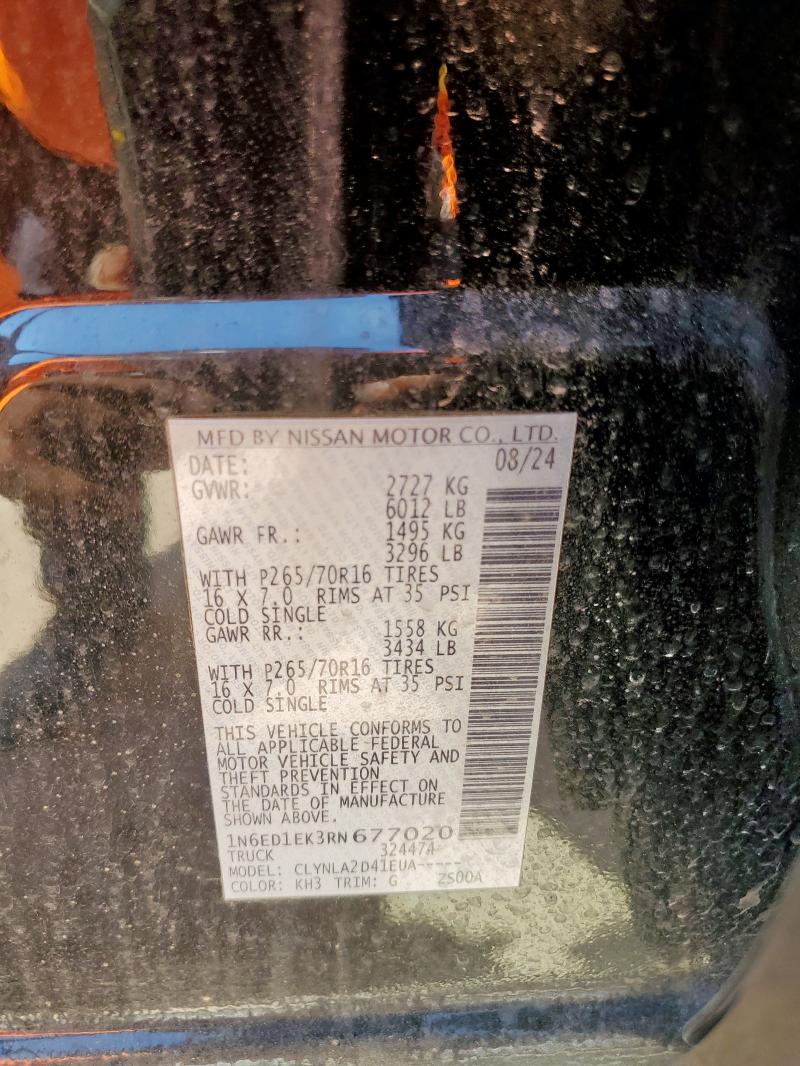 MFD BY NISSAN MOTOR CO., LTD.
DATE: 08/24
GVWR: 2727 KG
6012 LB
GAWR FR.: 1495 KG
3296 LB
WITH P265/70R16 TIRES
16 X 7.0 RIMS AT 35 PSI
COLD SINGLE
GAWR RR.: 1558 KG
3434 LB
WITH P265/70R16 TIRES
16 X 7.0 RIMS AT 35 PSI
COLD SINGLE
THIS VEHICLE CONFORMS TO
ALL APPLICABLE FEDERAL
MOTOR VEHICLE SAFETY AND
THEFT PREVENTION
STANDARDS IN EFFECT ON
THE DATE OF MANUFACTURE
SHOWN ABOVE.
1N6ED1EK3RN677020
TRUCK 324474
MODEL: CLYNLA2D41EUA-----
COLOR: KH3 TRIM: G 2S00A